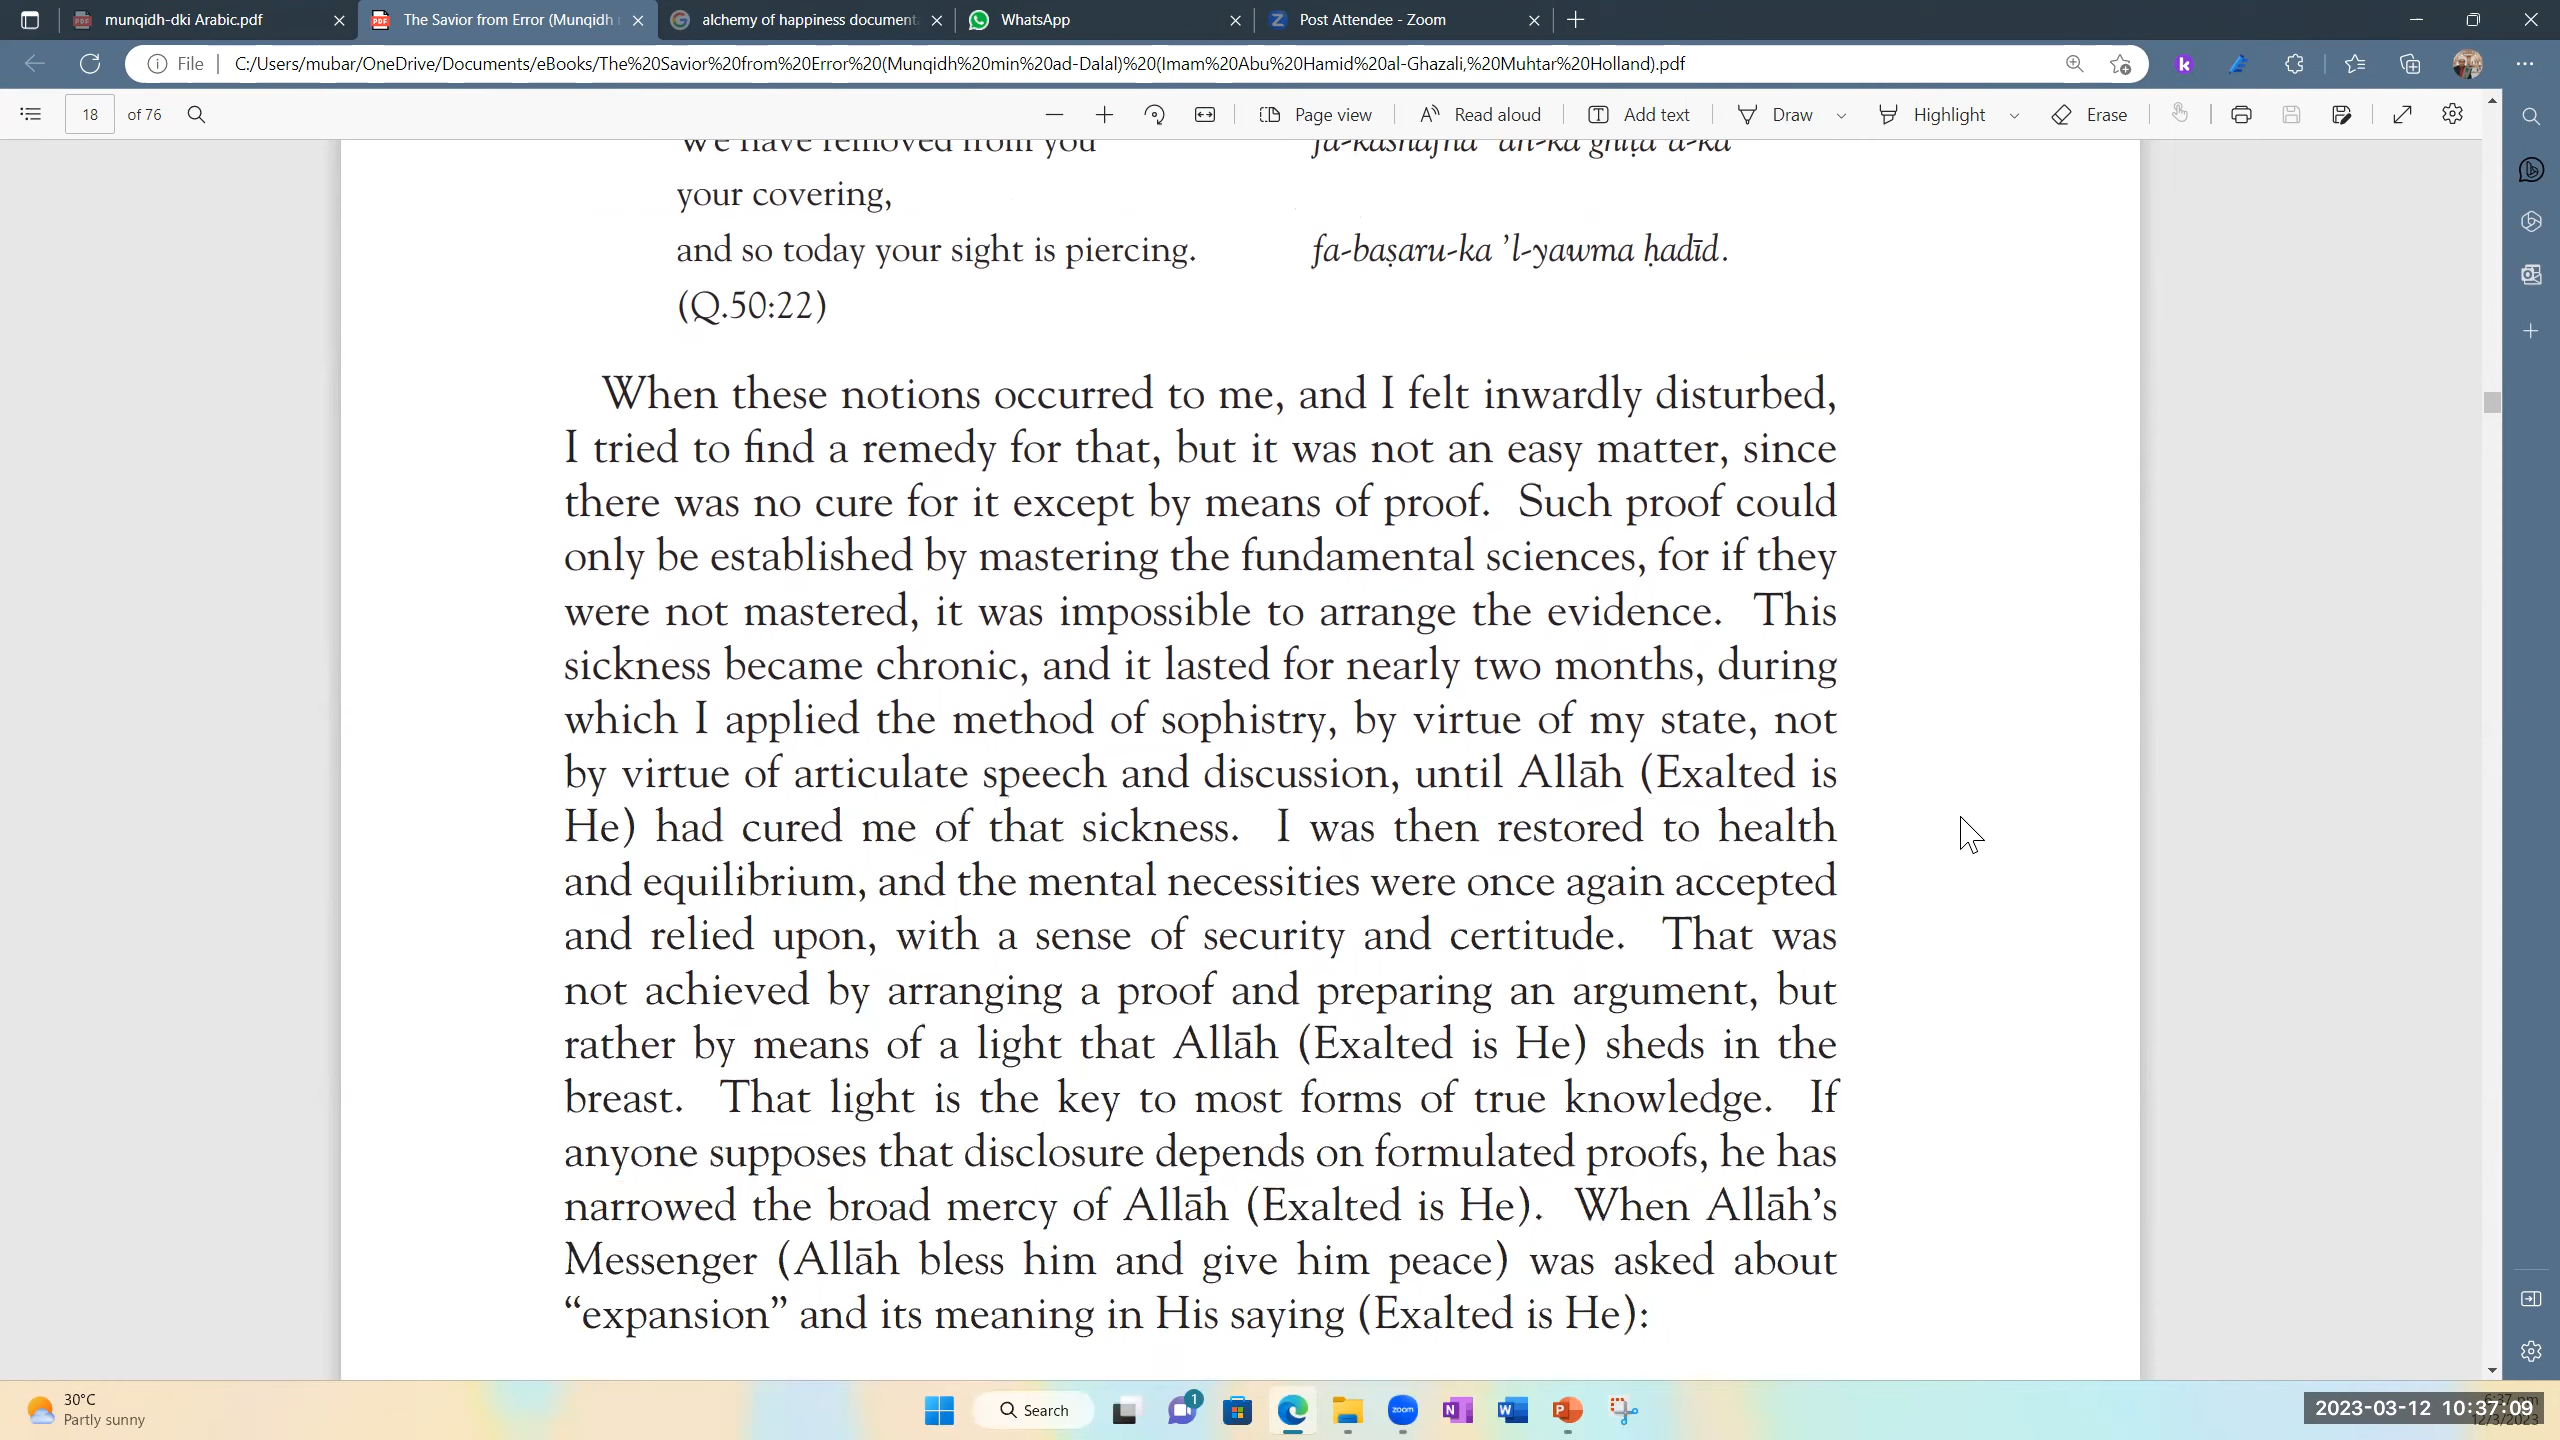 munqidh-dki Arabic.pdf
The Savior from Error (Munqidh
alchemy of happiness document
WhatsApp
Post Attendee - Zoom
File
C:/Users/mubar/OneDrive/Documents/eBooks/The%20Savior%20from%20Error%20(Munqidh%20min%20ad-Dalal)%20(Imam%20Abu%20Hamid%20al-Ghazali,%20Muhtar%20Holland).pdf
18 of 76
Page view
Read aloud
Add text
Draw
Highlight
Erase
We have removed from you
your covering,
and so today your sight is piercing. fa-baṣaru-ka ’l-yawma ḥadīd.
(Q.50:22)
When these notions occurred to me, and I felt inwardly disturbed,
I tried to find a remedy for that, but it was not an easy matter, since
there was no cure for it except by means of proof. Such proof could
only be established by mastering the fundamental sciences, for if they
were not mastered, it was impossible to arrange the evidence. This
sickness became chronic, and it lasted for nearly two months, during
which I applied the method of sophistry, by virtue of my state, not
by virtue of articulate speech and discussion, until Allāh (Exalted is
He) had cured me of that sickness. I was then restored to health
and equilibrium, and the mental necessities were once again accepted
and relied upon, with a sense of security and certitude. That was
not achieved by arranging a proof and preparing an argument, but
rather by means of a light that Allāh (Exalted is He) sheds in the
breast. That light is the key to most forms of true knowledge. If
anyone supposes that disclosure depends on formulated proofs, he has
narrowed the broad mercy of Allāh (Exalted is He). When Allāh’s
Messenger (Allāh bless him and give him peace) was asked about
“expansion” and its meaning in His saying (Exalted is He):
30°C
Partly sunny
Search
1
zoom
2023-03-12 10:37:09